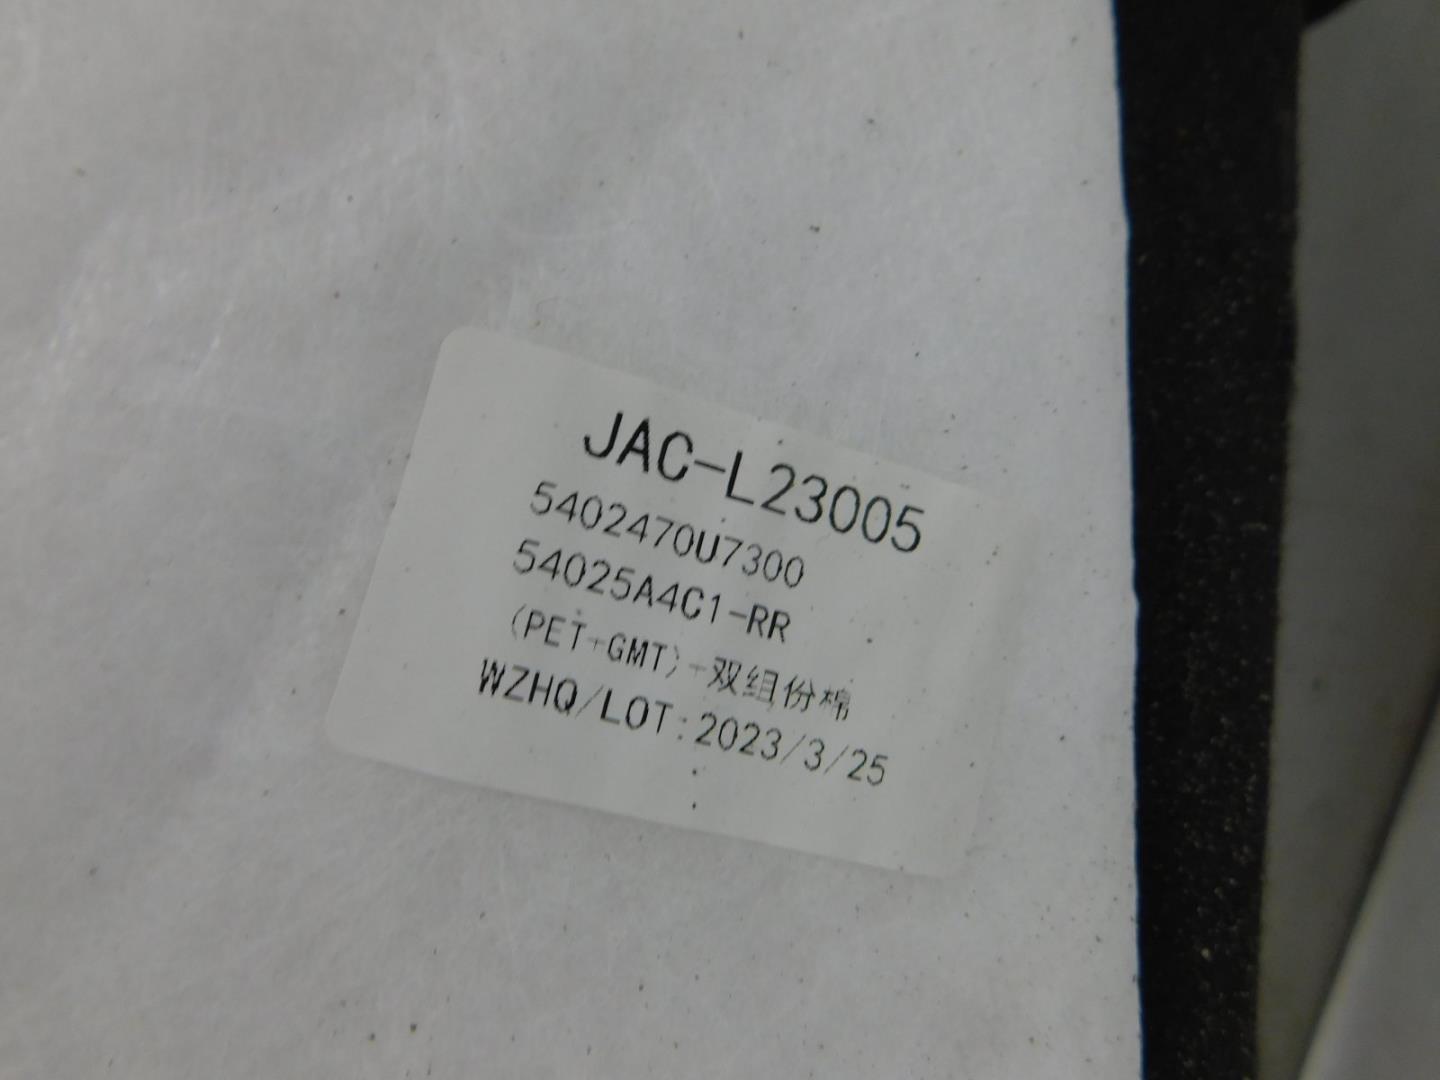 JAC-L23005
5402470U7300
54025A4C1-RR
(PET+GMT)+双组份棉
WZHQ/LOT:2023/3/25